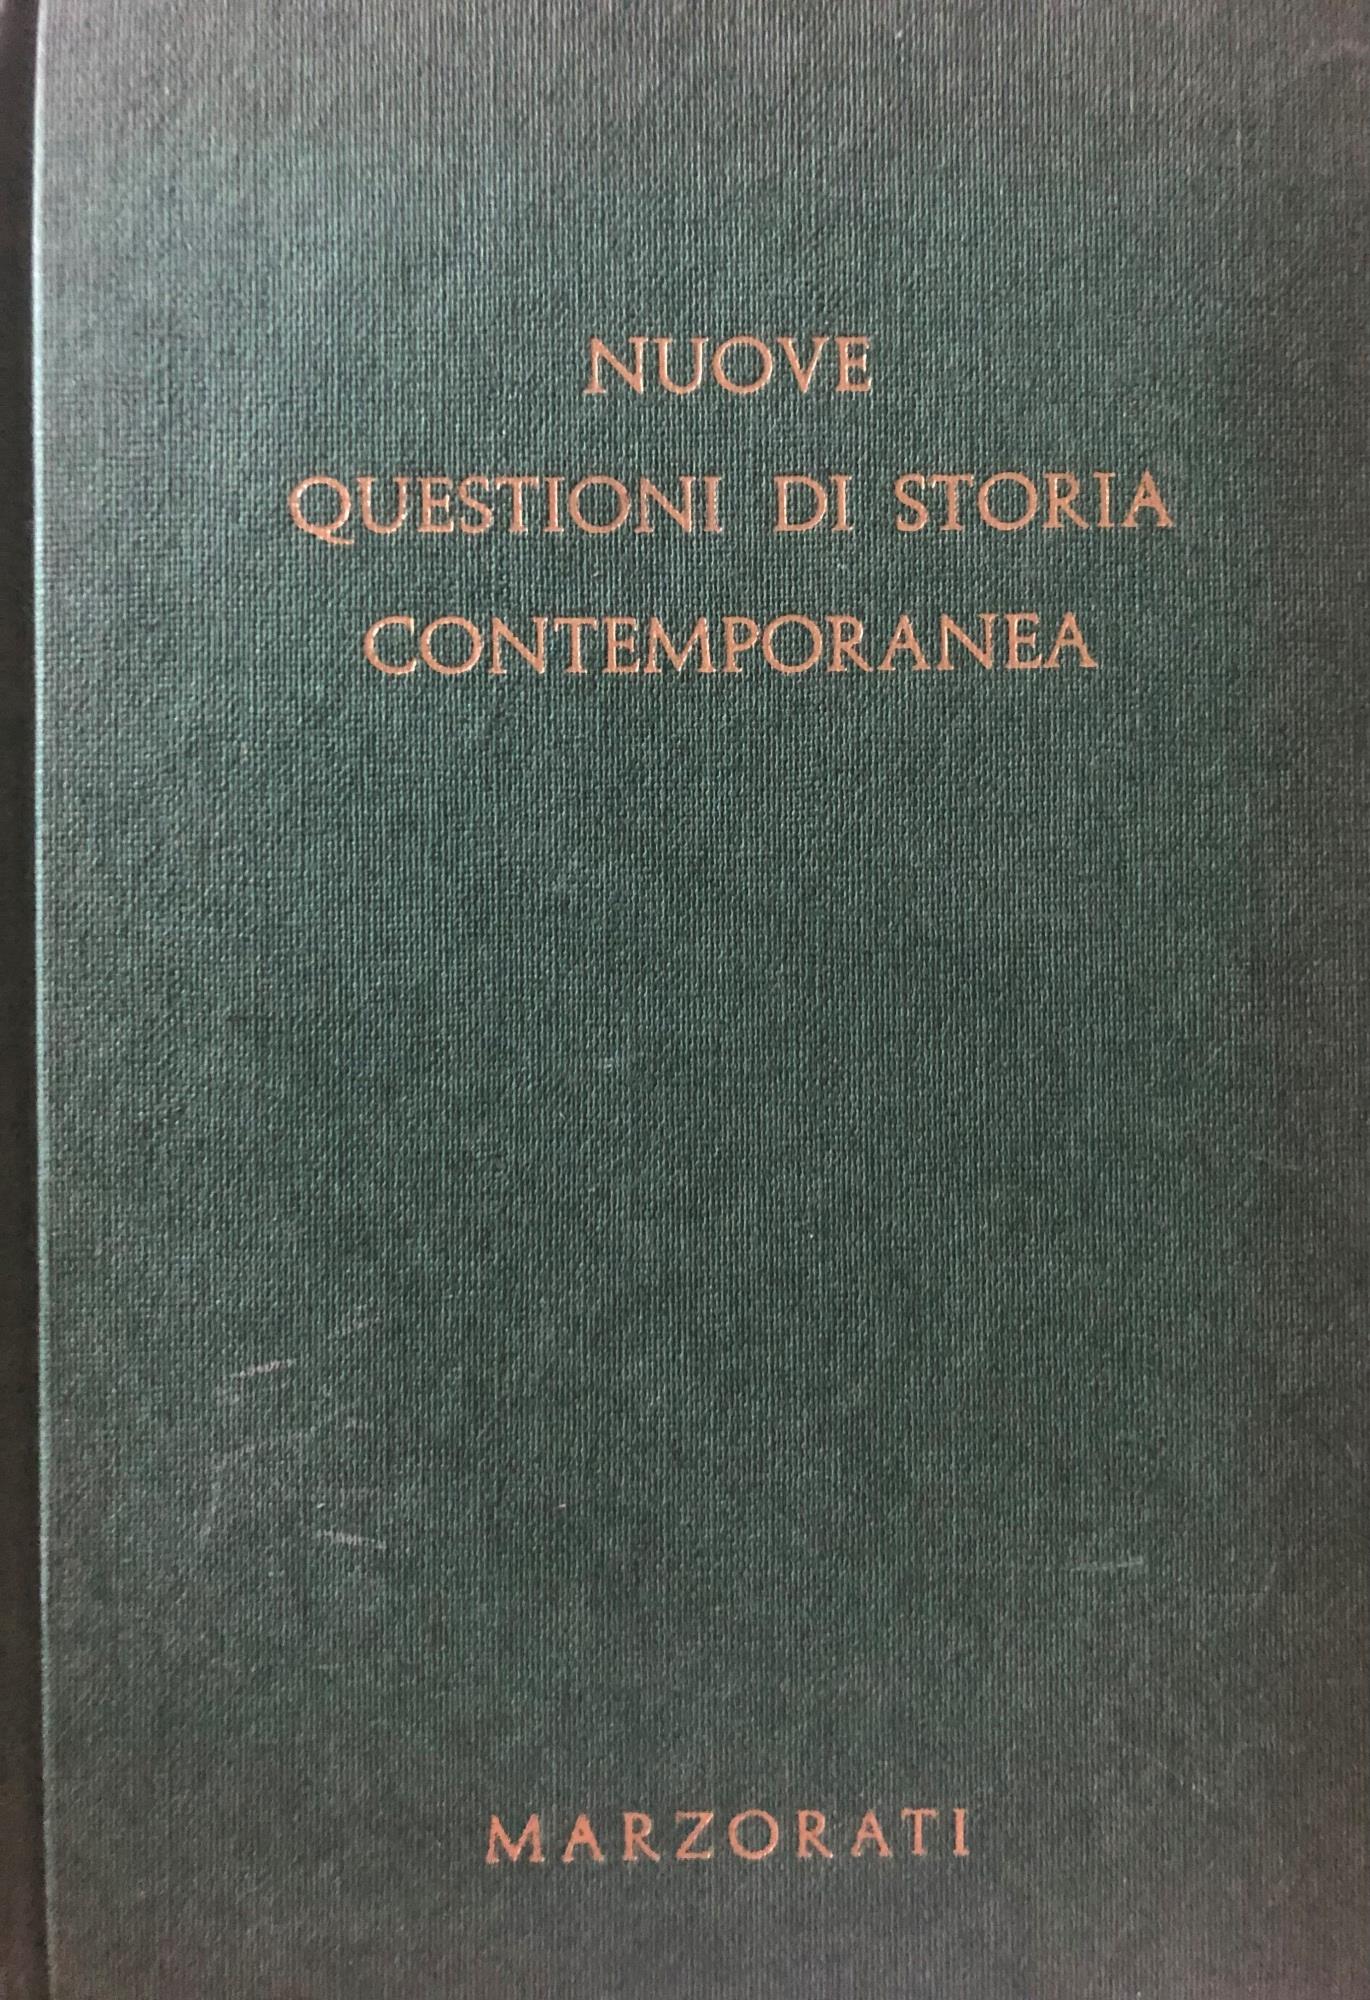 NUOVE
QUESTIONI DI STORIA
CONTEMPORANEA
MARZORATI